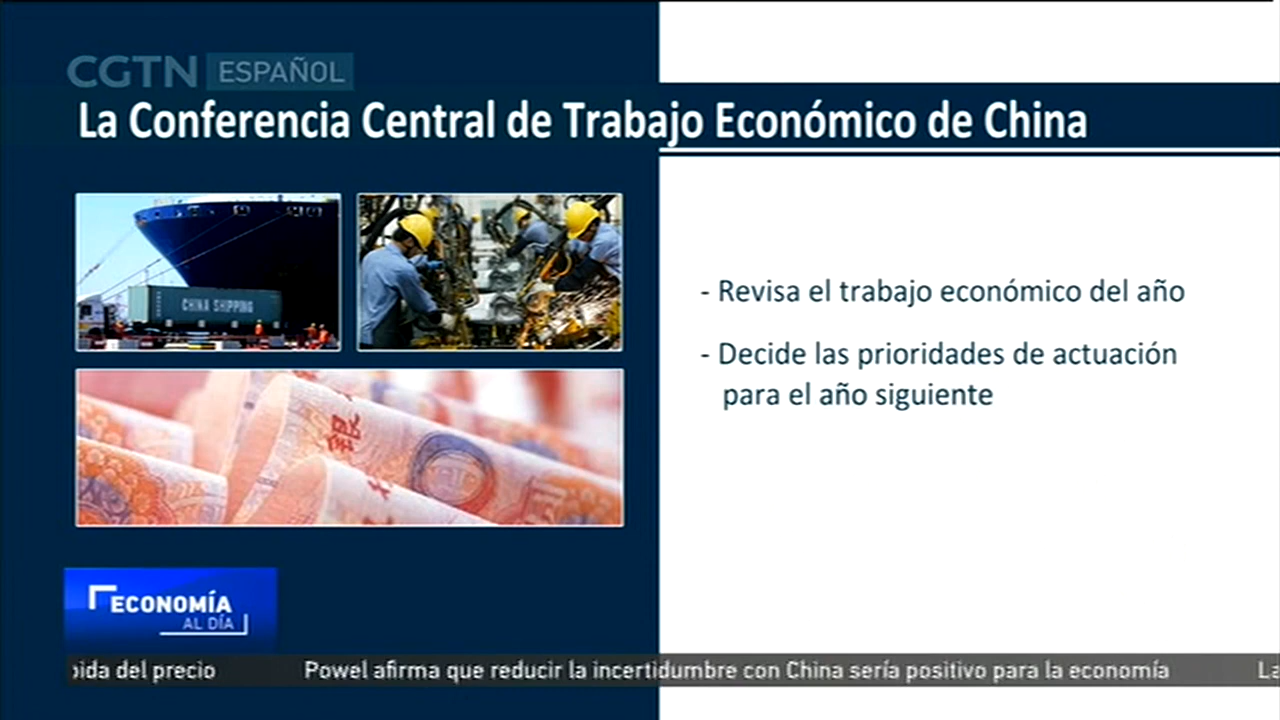 CGTN ESPAÑOL
La Conferencia Central de Trabajo Económico de China
CHINA SHIPPING
- Revisa el trabajo económico del año
- Decide las prioridades de actuación
para el año siguiente
ECONOMÍA
AL DÍA
del precio Powel afirma que reducir la incertidumbre con China sería positivo para la economía